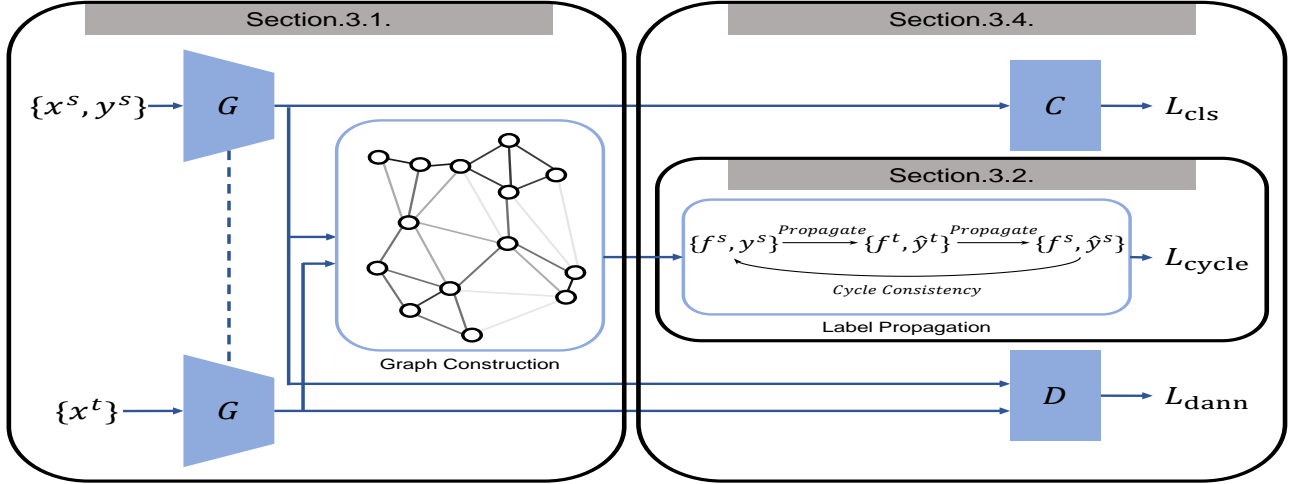 Section.3.1.
Section.3.4.
{x^s, y^s}
G
C
L_cls
Section.3.2.
{f^s, y^s} Propagate {f^t, ŷ^t} Propagate {f^s, ŷ^s}
Cycle Consistency
L_cycle
Label Propagation
Graph Construction
{x^t}
G
D
L_dann